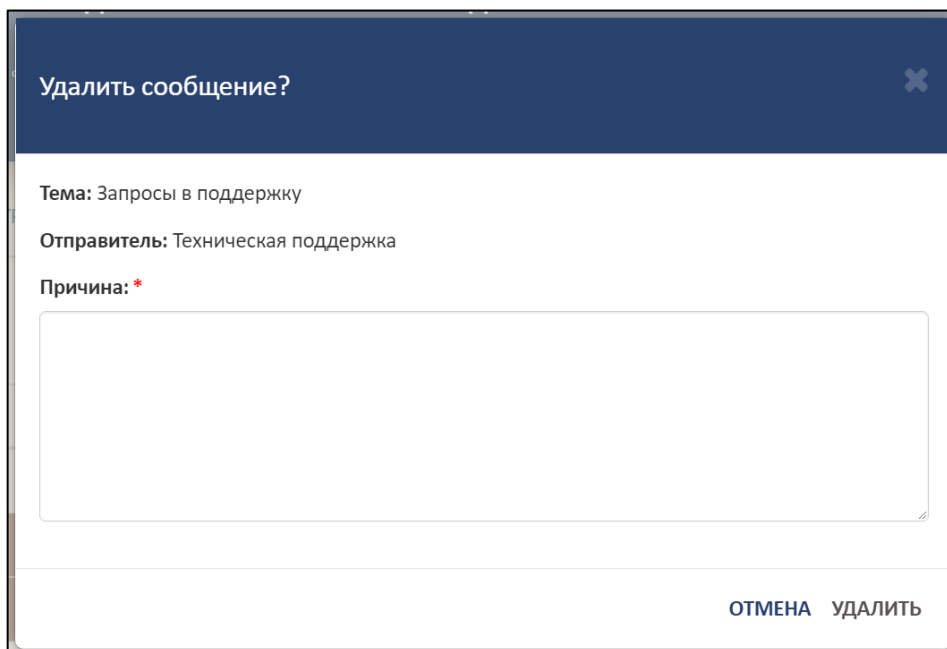 Удалить сообщение?
Тема: Запросы в поддержку
Отправитель: Техническая поддержка
Причина: *
ОТМЕНА УДАЛИТЬ